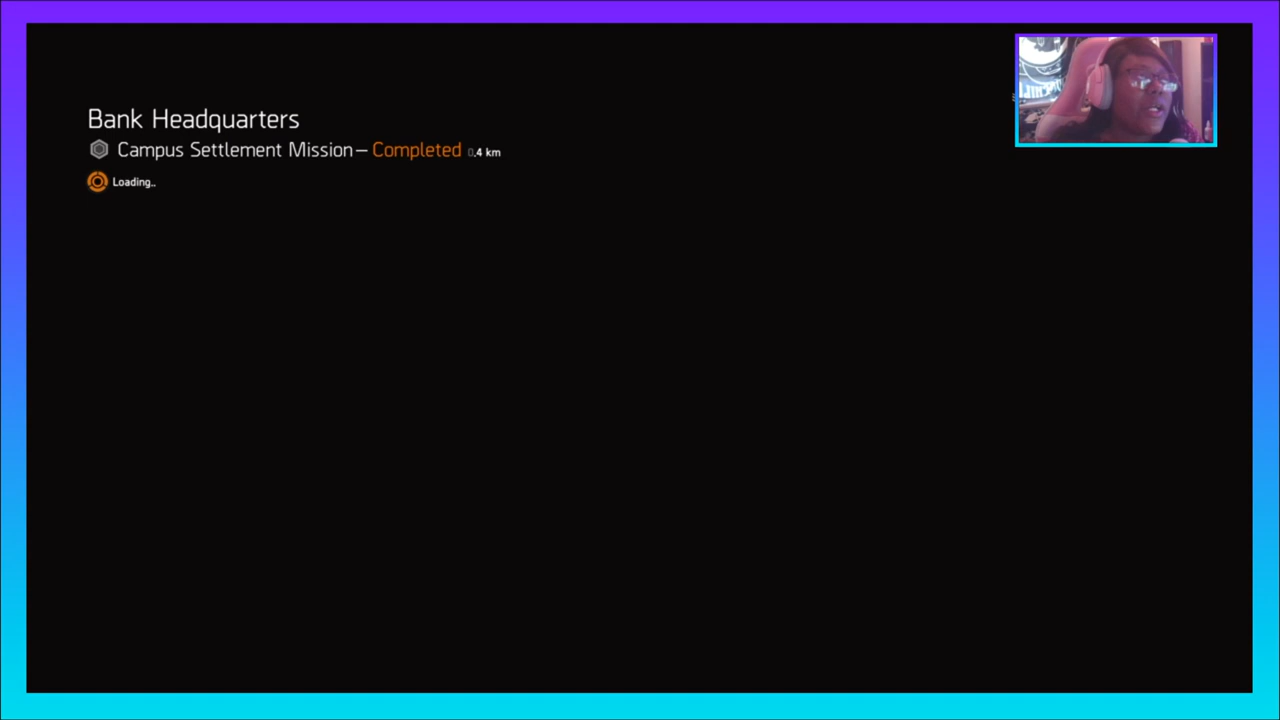 Bank Headquarters
Campus Settlement Mission – Completed 0.4 km
Loading..